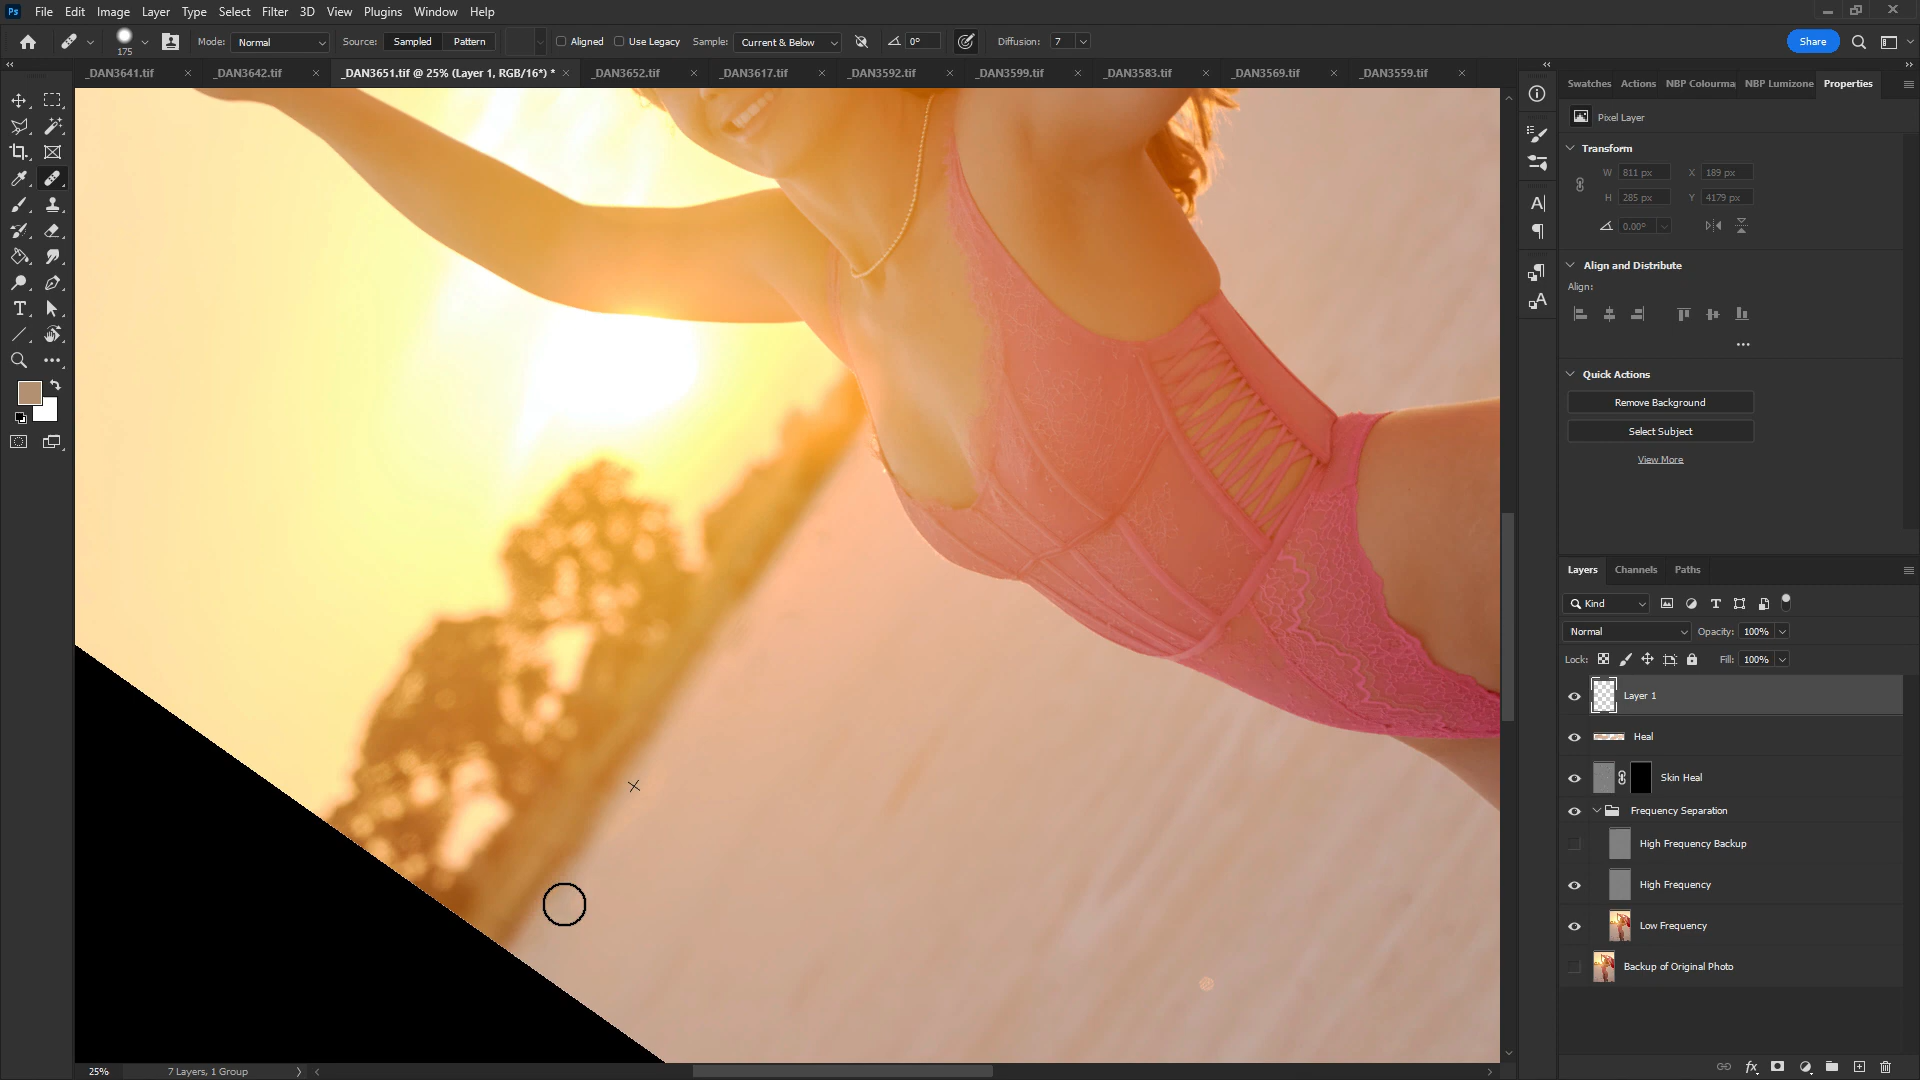 Ps File Edit Image Layer Type Select Filter 3D View Plugins Window Help
175 Mode: Normal Source: Sampled Pattern Aligned Use Legacy Sample: Current & Below 0° Diffusion: 7 Share
_DAN3641.tif _DAN3642.tif _DAN3651.tif @ 25% (Layer 1, RGB/16*) * _DAN3652.tif _DAN3617.tif _DAN3592.tif _DAN3599.tif _DAN3583.tif _DAN3569.tif _DAN3559.tif
Swatches Actions NBP Colourma NBP Lumizone Properties
Pixel Layer
Transform
W 811 px X 189 px
H 285 px Y 4179 px
0.00°
Align and Distribute
Align:
Quick Actions
Remove Background
Select Subject
View More
Layers Channels Paths
Kind
Normal Opacity: 100%
Lock: Fill: 100%
Layer 1
Heal
Skin Heal
Frequency Separation
High Frequency Backup
High Frequency
Low Frequency
Backup of Original Photo
25% 7 Layers, 1 Group